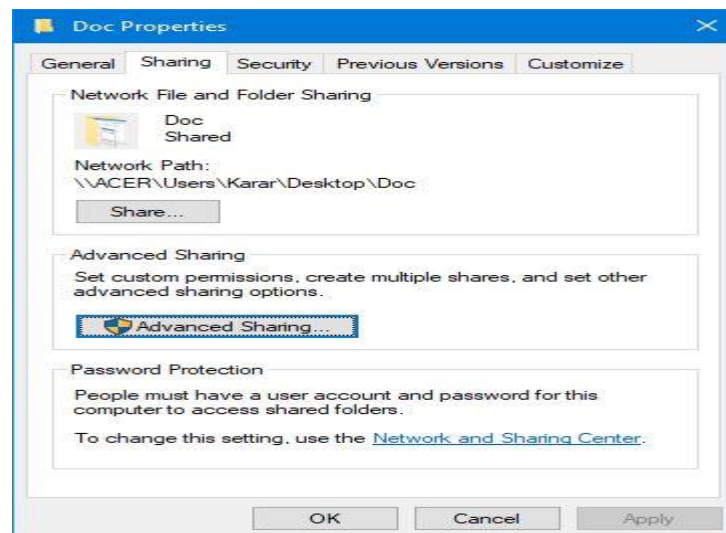 Doc Properties
General Sharing Security Previous Versions Customize
Network File and Folder Sharing
Doc
Shared
Network Path:
\\ACER\Users\Karar\Desktop\Doc
Share...
Advanced Sharing
Set custom permissions, create multiple shares, and set other
advanced sharing options.
Advanced Sharing...
Password Protection
People must have a user account and password for this
computer to access shared folders.
To change this setting, use the Network and Sharing Center.
OK Cancel Apply